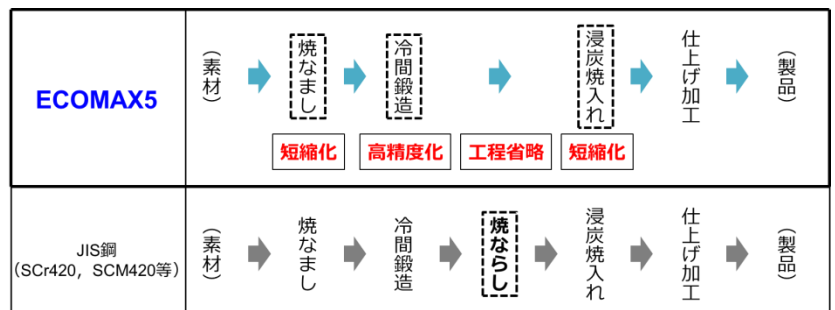 ECOMAX5
（素材）
焼なまし
冷間鍛造
浸炭焼入れ
仕上げ加工
（製品）
短縮化
高精度化
工程省略
短縮化
JIS鋼
（SCr420，SCM420等）
（素材）
焼なまし
冷間鍛造
焼ならし
浸炭焼入れ
仕上げ加工
（製品）